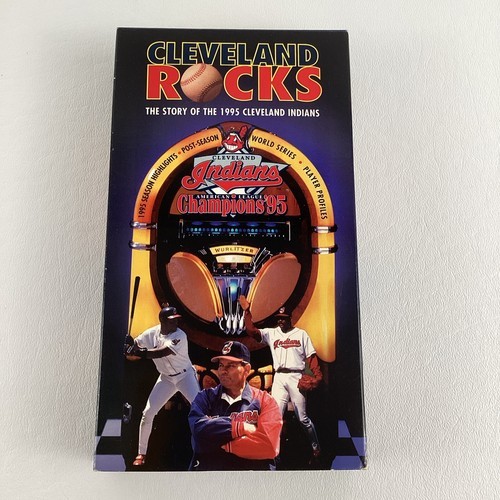 CLEVELAND
ROCKS
THE STORY OF THE 1995 CLEVELAND INDIANS
1995 SEASON HIGHLIGHTS • POST-SEASON • WORLD SERIES • PLAYER PROFILES
CLEVELAND
Indians
AMERICAN LEAGUE
Champions '95
WURLITZER
Indians